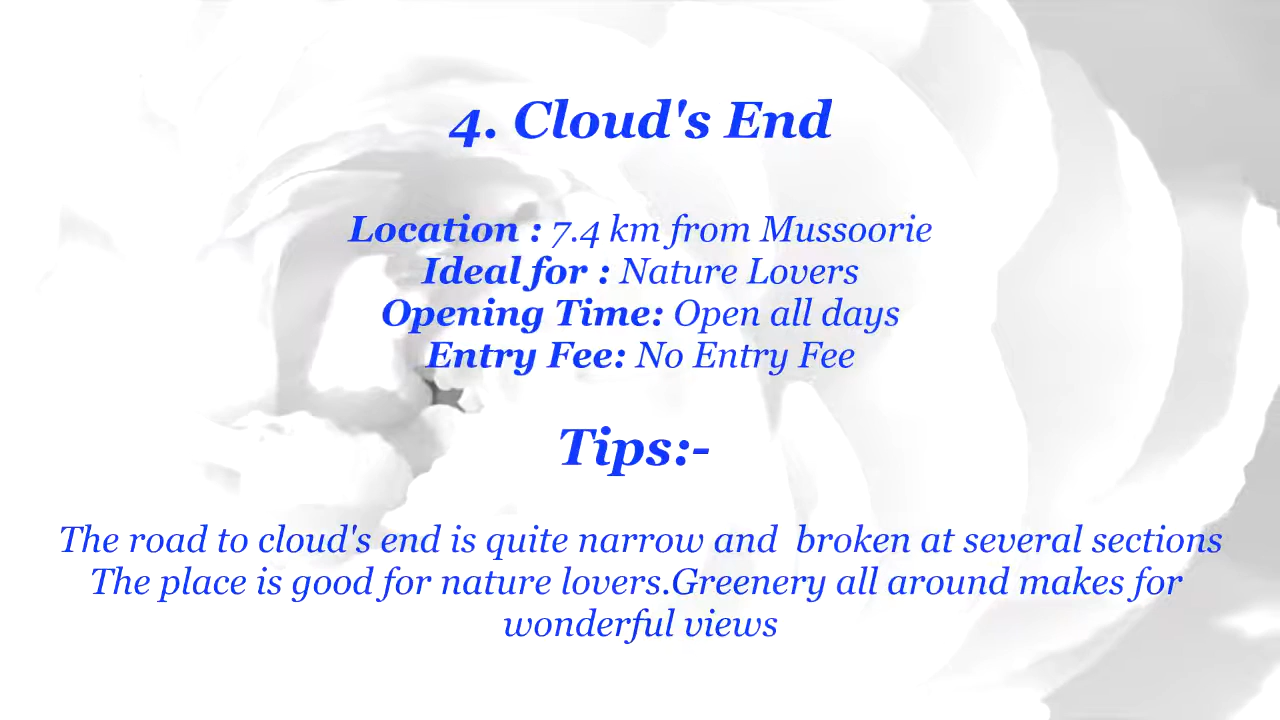 4. Cloud's End
Location : 7.4 km from Mussoorie
Ideal for : Nature Lovers
Opening Time: Open all days
Entry Fee: No Entry Fee
Tips:-
The road to cloud's end is quite narrow and  broken at several sections
The place is good for nature lovers.Greenery all around makes for
wonderful views